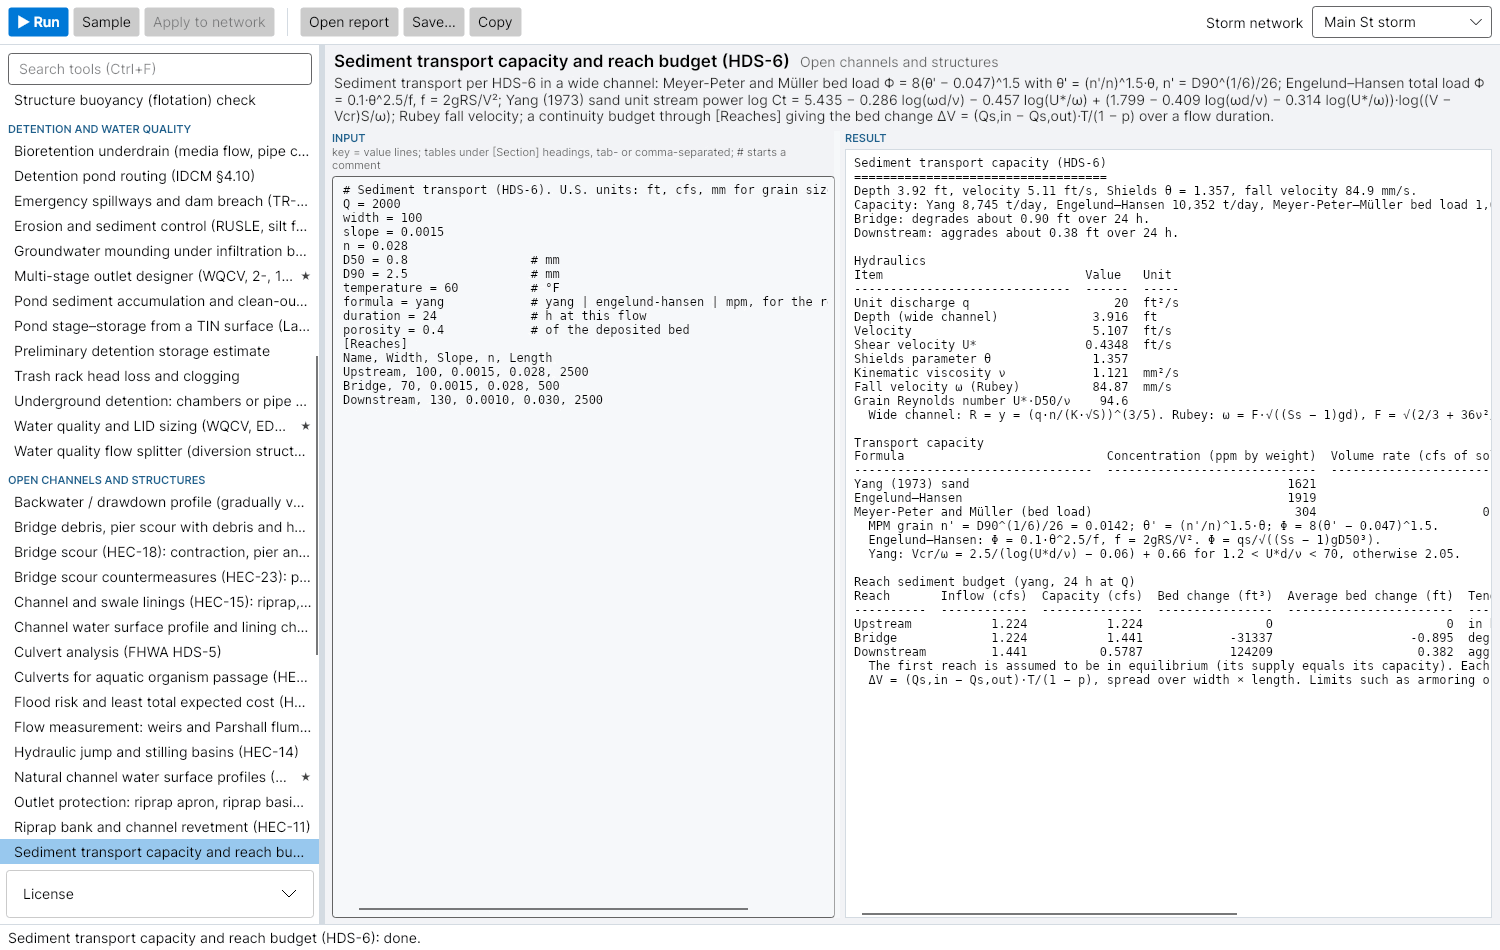 Run
Sample
Apply to network
Open report
Save...
Copy
Storm network
Main St storm
Search tools (Ctrl+F)
Structure buoyancy (flotation) check
DETENTION AND WATER QUALITY
Bioretention underdrain (media flow, pipe c...
Detention pond routing (IDCM §4.10)
Emergency spillways and dam breach (TR-...
Erosion and sediment control (RUSLE, silt f...
Groundwater mounding under infiltration b...
Multi-stage outlet designer (WQCV, 2-, 1... ★
Pond sediment accumulation and clean-ou...
Pond stage–storage from a TIN surface (La...
Preliminary detention storage estimate
Trash rack head loss and clogging
Underground detention: chambers or pipe ...
Water quality and LID sizing (WQCV, ED... ★
Water quality flow splitter (diversion struct...
OPEN CHANNELS AND STRUCTURES
Backwater / drawdown profile (gradually v...
Bridge debris, pier scour with debris and h...
Bridge scour (HEC-18): contraction, pier an...
Bridge scour countermeasures (HEC-23): p...
Channel and swale linings (HEC-15): riprap,...
Channel water surface profile and lining ch...
Culvert analysis (FHWA HDS-5)
Culverts for aquatic organism passage (HE...
Flood risk and least total expected cost (H...
Flow measurement: weirs and Parshall flum...
Hydraulic jump and stilling basins (HEC-14)
Natural channel water surface profiles (... ★
Outlet protection: riprap apron, riprap basi...
Riprap bank and channel revetment (HEC-11)
Sediment transport capacity and reach bu...
License
Sediment transport capacity and reach budget (HDS-6) Open channels and structures
Sediment transport per HDS-6 in a wide channel: Meyer-Peter and Müller bed load Φ = 8(θ' − 0.047)^1.5 with θ' = (n'/n)^1.5·θ, n' = D90^(1/6)/26; Engelund–Hansen total load Φ
= 0.1·θ^2.5/f, f = 2gRS/V²; Yang (1973) sand unit stream power log Ct = 5.435 − 0.286 log(ωd/ν) − 0.457 log(U*/ω) + (1.799 − 0.409 log(ωd/ν) − 0.314 log(U*/ω))·log((V −
Vcr)S/ω); Rubey fall velocity; a continuity budget through [Reaches] giving the bed change ΔV = (Qs,in − Qs,out)·T/(1 − p) over a flow duration.
INPUT
key = value lines; tables under [Section] headings, tab- or comma-separated; # starts a
comment
# Sediment transport (HDS-6). U.S. units: ft, cfs, mm for grain siz
Q = 2000
width = 100
slope = 0.0015
n = 0.028
D50 = 0.8 # mm
D90 = 2.5 # mm
temperature = 60 # °F
formula = yang # yang | engelund-hansen | mpm, for the r
duration = 24 # h at this flow
porosity = 0.4 # of the deposited bed
[Reaches]
Name, Width, Slope, n, Length
Upstream, 100, 0.0015, 0.028, 2500
Bridge, 70, 0.0015, 0.028, 500
Downstream, 130, 0.0010, 0.030, 2500
RESULT
Sediment transport capacity (HDS-6)
===================================
Depth 3.92 ft, velocity 5.11 ft/s, Shields θ = 1.357, fall velocity 84.9 mm/s.
Capacity: Yang 8,745 t/day, Engelund–Hansen 10,352 t/day, Meyer-Peter–Müller bed load 1,
Bridge: degrades about 0.90 ft over 24 h.
Downstream: aggrades about 0.38 ft over 24 h.
Hydraulics
Item Value Unit
------------------------------ ------ -----
Unit discharge q 20 ft²/s
Depth (wide channel) 3.916 ft
Velocity 5.107 ft/s
Shear velocity U* 0.4348 ft/s
Shields parameter θ 1.357
Kinematic viscosity ν 1.121 mm²/s
Fall velocity ω (Rubey) 84.87 mm/s
Grain Reynolds number U*·D50/ν 94.6
Wide channel: R = y = (q·n/(K·√S))^(3/5). Rubey: ω = F·√((Ss − 1)gd), F = √(2/3 + 36ν²
Transport capacity
Formula Concentration (ppm by weight) Volume rate (cfs of so
--------------------------------- ----------------------------- ----------------------
Yang (1973) sand 1621
Engelund–Hansen 1919
Meyer-Peter and Müller (bed load) 304 0
MPM grain n' = D90^(1/6)/26 = 0.0142; θ' = (n'/n)^1.5·θ; Φ = 8(θ' − 0.047)^1.5.
Engelund–Hansen: Φ = 0.1·θ^2.5/f, f = 2gRS/V². Φ = qs/√((Ss − 1)gD50³).
Yang: Vcr/ω = 2.5/(log(U*d/ν) − 0.06) + 0.66 for 1.2 < U*d/ν < 70, otherwise 2.05.
Reach sediment budget (yang, 24 h at Q)
Reach Inflow (cfs) Capacity (cfs) Bed change (ft³) Average bed change (ft) Ten
---------- ------------ -------------- ---------------- ----------------------- ---
Upstream 1.224 1.224 0 0 in
Bridge 1.224 1.441 -31337 -0.895 deg
Downstream 1.441 0.5787 124209 0.382 agg
The first reach is assumed to be in equilibrium (its supply equals its capacity). Each
ΔV = (Qs,in − Qs,out)·T/(1 − p), spread over width × length. Limits such as armoring o
Sediment transport capacity and reach budget (HDS-6): done.